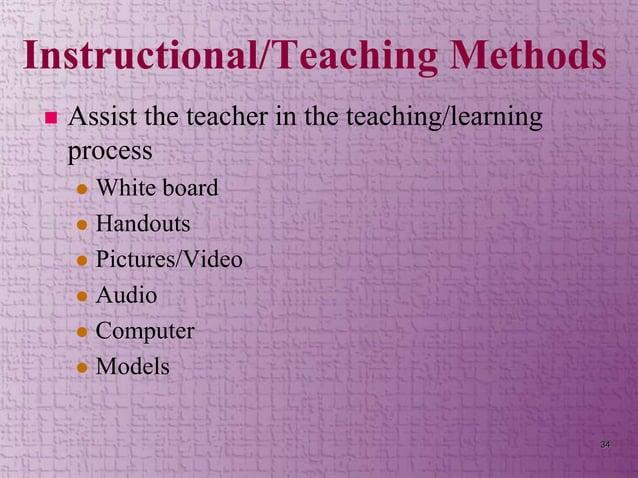 Instructional/Teaching Methods
Assist the teacher in the teaching/learning
process
White board
Handouts
Pictures/Video
Audio
Computer
Models
34